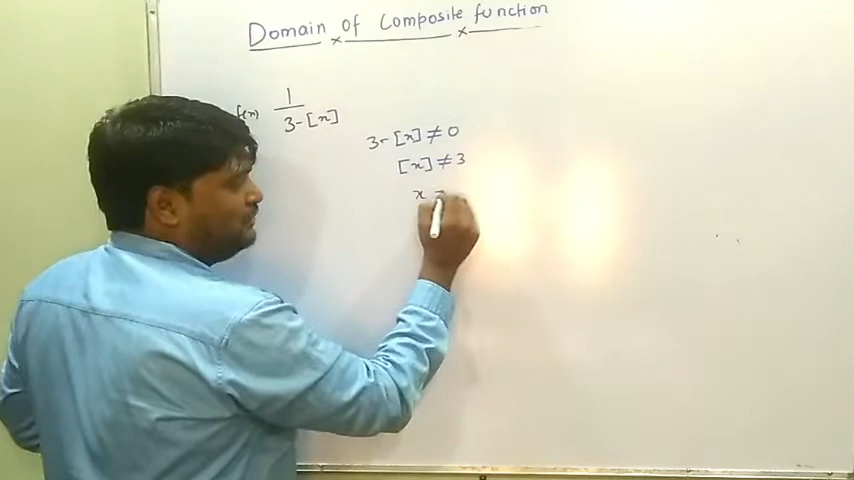 Domain of Composite function
f(x) 1/3-[x]
3-[x] ≠ 0
[x] ≠ 3
x =